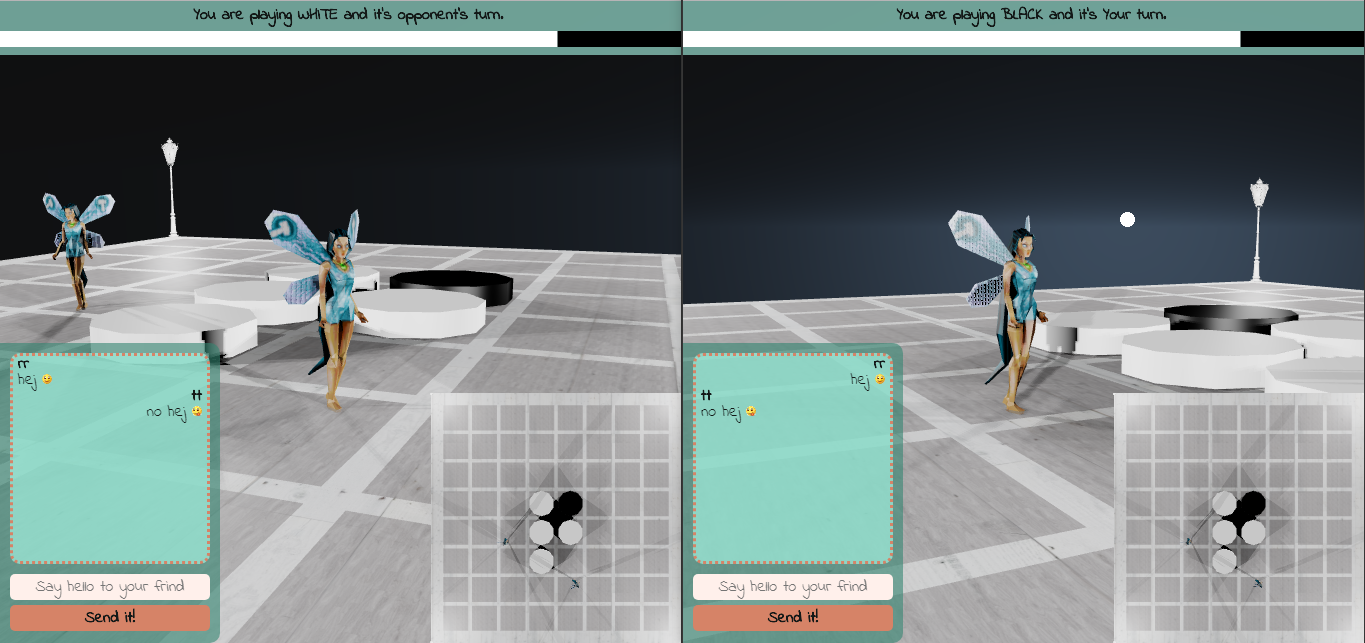 You are playing WHITE and it's opponent's turn.
rr
hej 😉
tt
no hej 😜
Say hello to your frind
Send it!
You are playing BLACK and it's Your turn.
rr
hej 😉
tt
no hej 😜
Say hello to your frind
Send it!